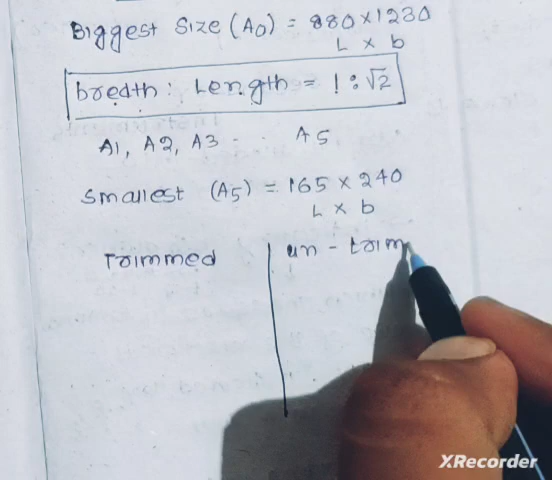 Biggest Size (A0) = 880 × 1230
L × b
bredth : Length = 1 : √2
A1, A2, A3 - - A5
Smallest (A5) = 165 × 240
L × b
Trimmed | un - trim
XRecorder